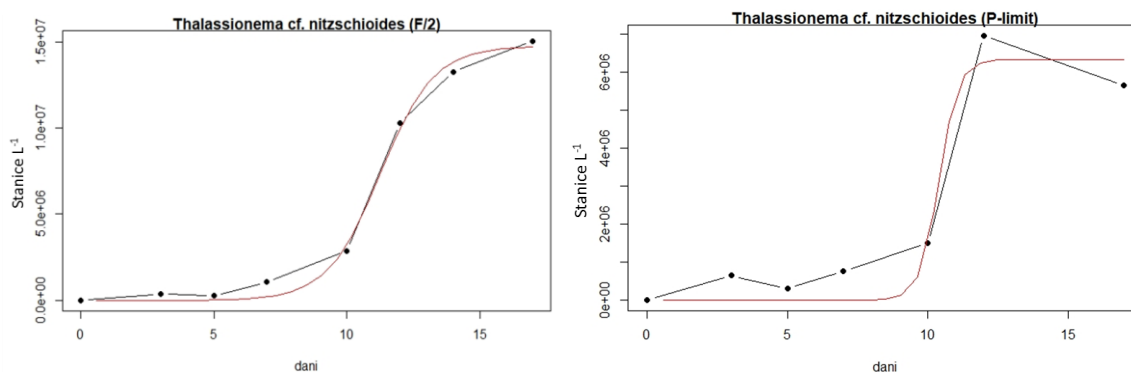 Thalassionema cf. nitzschioides (F/2)
Stanice L⁻¹
1.5e+07
1.0e+07
5.0e+06
0.0e+00
0 5 10 15
dani
Thalassionema cf. nitzschioides (P-limit)
Stanice L⁻¹
6e+06
4e+06
2e+06
0e+00
0 5 10 15
dani